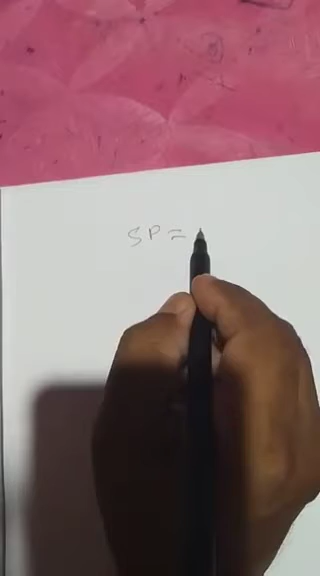 SP =